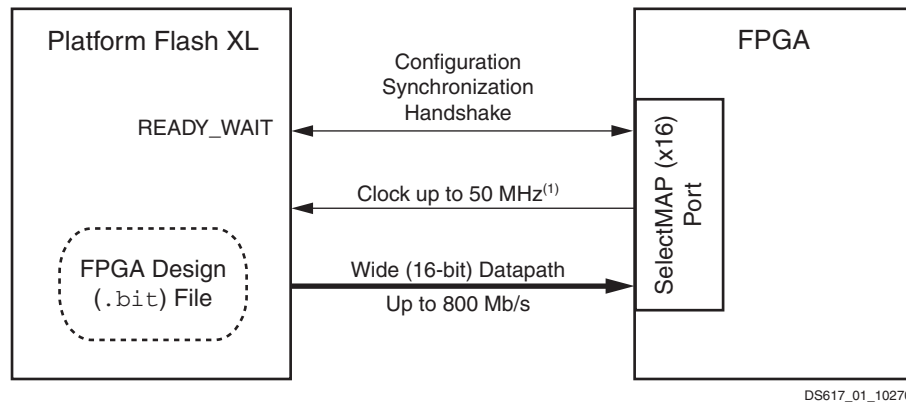 Platform Flash XL
FPGA
Configuration
Synchronization
Handshake
READY_WAIT
SelectMAP (x16)
Port
Clock up to 50 MHz(1)
FPGA Design
(.bit) File
Wide (16-bit) Datapath
Up to 800 Mb/s